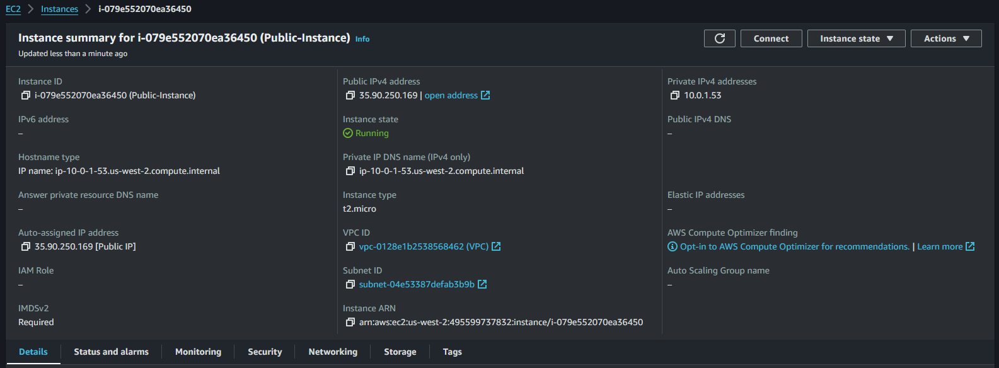 EC2 > Instances > i-079e552070ea36450
Instance summary for i-079e552070ea36450 (Public-Instance) Info
Updated less than a minute ago
Connect
Instance state
Actions
Instance ID
i-079e552070ea36450 (Public-Instance)
Public IPv4 address
35.90.250.169 | open address
Private IPv4 addresses
10.0.1.53
IPv6 address
–
Instance state
Running
Public IPv4 DNS
–
Hostname type
IP name: ip-10-0-1-53.us-west-2.compute.internal
Private IP DNS name (IPv4 only)
ip-10-0-1-53.us-west-2.compute.internal
Answer private resource DNS name
–
Instance type
t2.micro
Elastic IP addresses
–
Auto-assigned IP address
35.90.250.169 [Public IP]
VPC ID
vpc-0128e1b2538568462 (VPC)
AWS Compute Optimizer finding
Opt-in to AWS Compute Optimizer for recommendations. | Learn more
IAM Role
–
Subnet ID
subnet-04e53387defab3b9b
Auto Scaling Group name
–
IMDSv2
Required
Instance ARN
arn:aws:ec2:us-west-2:495599737832:instance/i-079e552070ea36450
Details
Status and alarms
Monitoring
Security
Networking
Storage
Tags